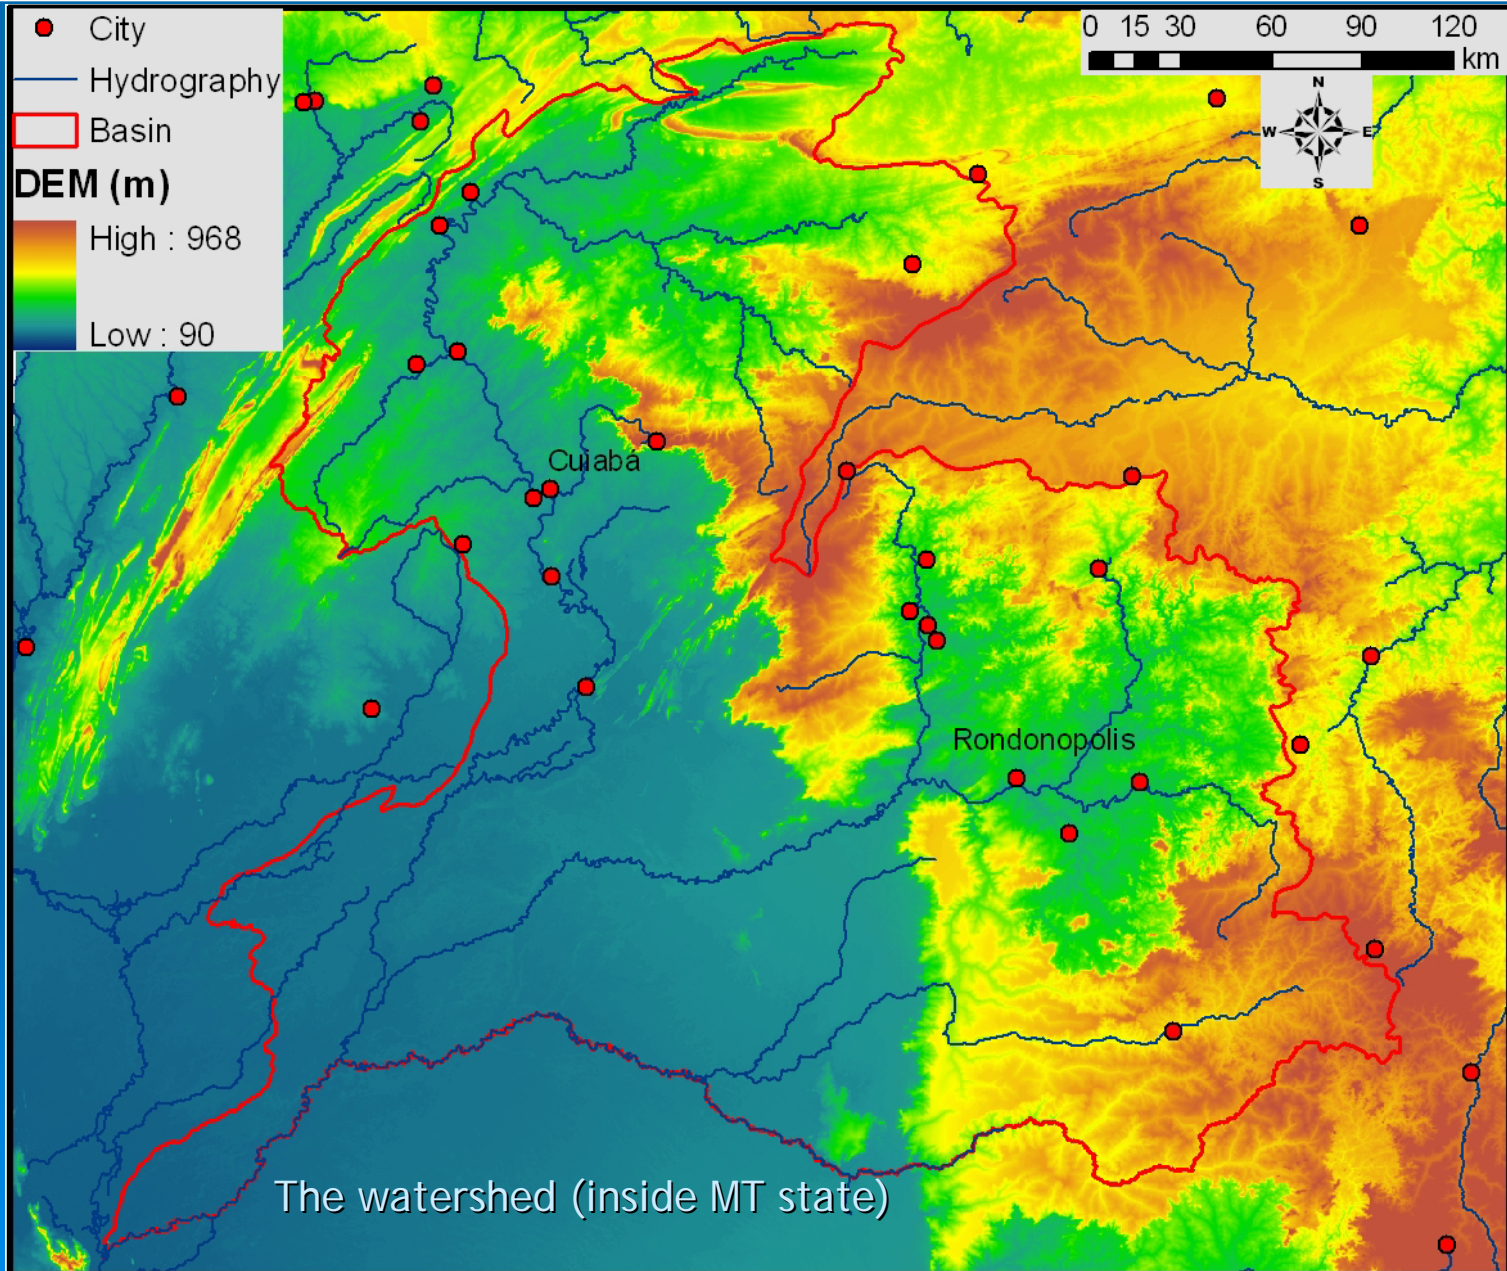 City
Hydrography
Basin
DEM (m)
High : 968
Low : 90
0 15 30 60 90 120
km
N
W E
S
Cuiabá
Rondonopolis
The watershed (inside MT state)